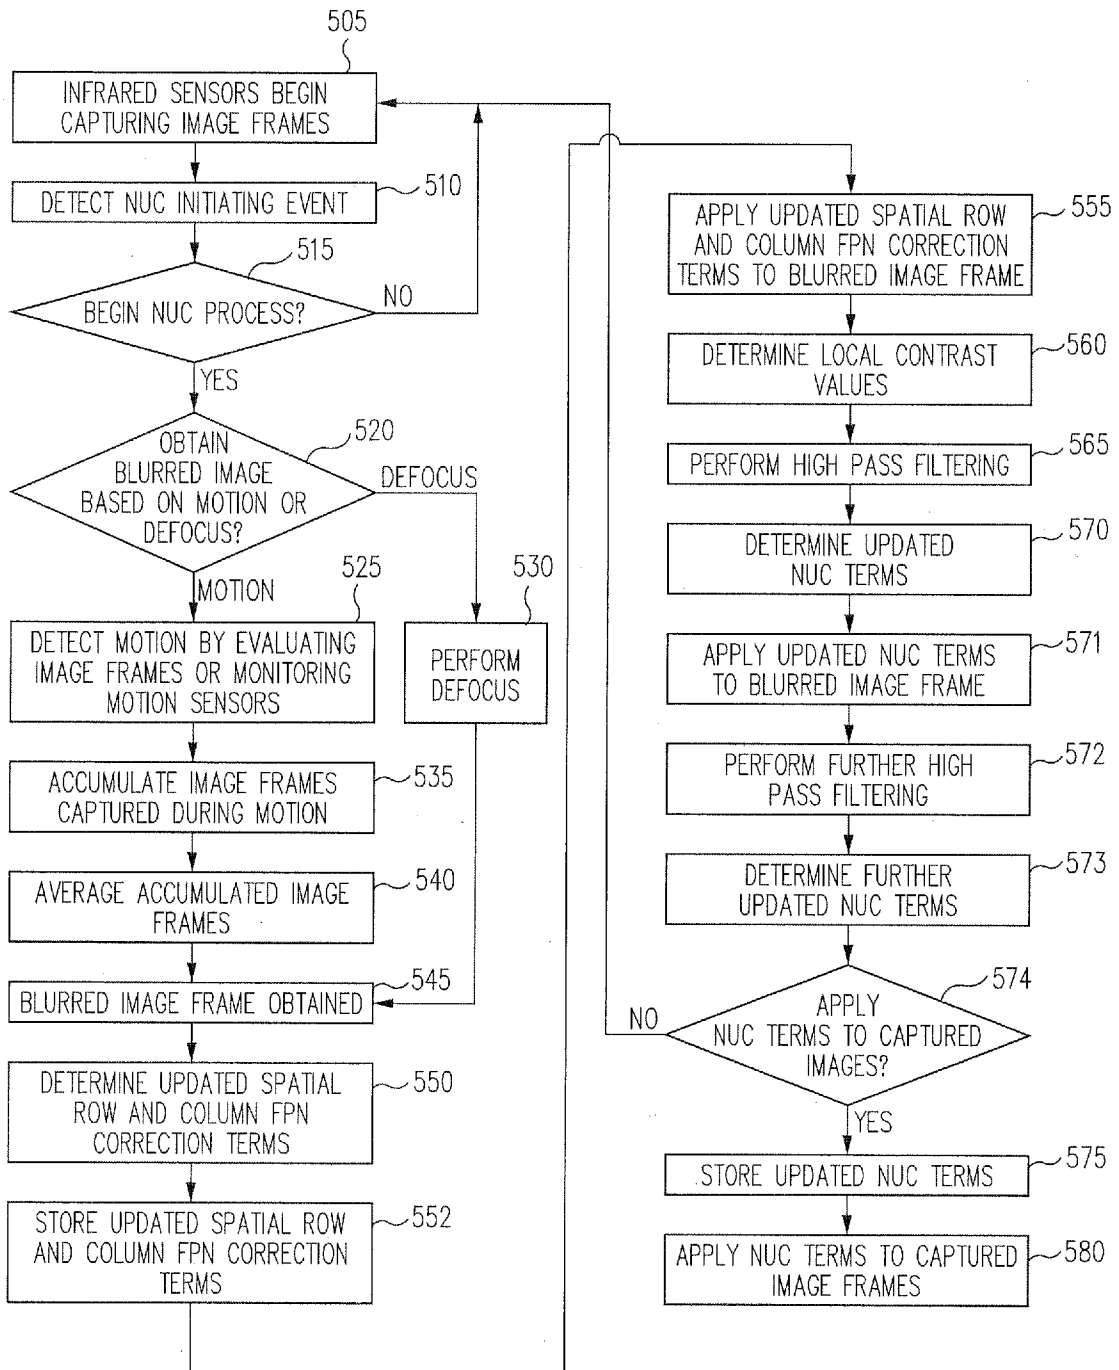 505
INFRARED SENSORS BEGIN
CAPTURING IMAGE FRAMES
510
DETECT NUC INITIATING EVENT
515
BEGIN NUC PROCESS?
NO
YES
520
OBTAIN
BLURRED IMAGE
BASED ON MOTION OR
DEFOCUS?
DEFOCUS
MOTION
525
DETECT MOTION BY EVALUATING
IMAGE FRAMES OR MONITORING
MOTION SENSORS
530
PERFORM
DEFOCUS
535
ACCUMULATE IMAGE FRAMES
CAPTURED DURING MOTION
540
AVERAGE ACCUMULATED IMAGE
FRAMES
545
BLURRED IMAGE FRAME OBTAINED
550
DETERMINE UPDATED SPATIAL
ROW AND COLUMN FPN
CORRECTION TERMS
552
STORE UPDATED SPATIAL ROW
AND COLUMN FPN CORRECTION
TERMS
555
APPLY UPDATED SPATIAL ROW
AND COLUMN FPN CORRECTION
TERMS TO BLURRED IMAGE FRAME
560
DETERMINE LOCAL CONTRAST
VALUES
565
PERFORM HIGH PASS FILTERING
570
DETERMINE UPDATED
NUC TERMS
571
APPLY UPDATED NUC TERMS
TO BLURRED IMAGE FRAME
572
PERFORM FURTHER HIGH
PASS FILTERING
573
DETERMINE FURTHER
UPDATED NUC TERMS
574
APPLY
NUC TERMS TO CAPTURED
IMAGES?
NO
YES
575
STORE UPDATED NUC TERMS
580
APPLY NUC TERMS TO CAPTURED
IMAGE FRAMES